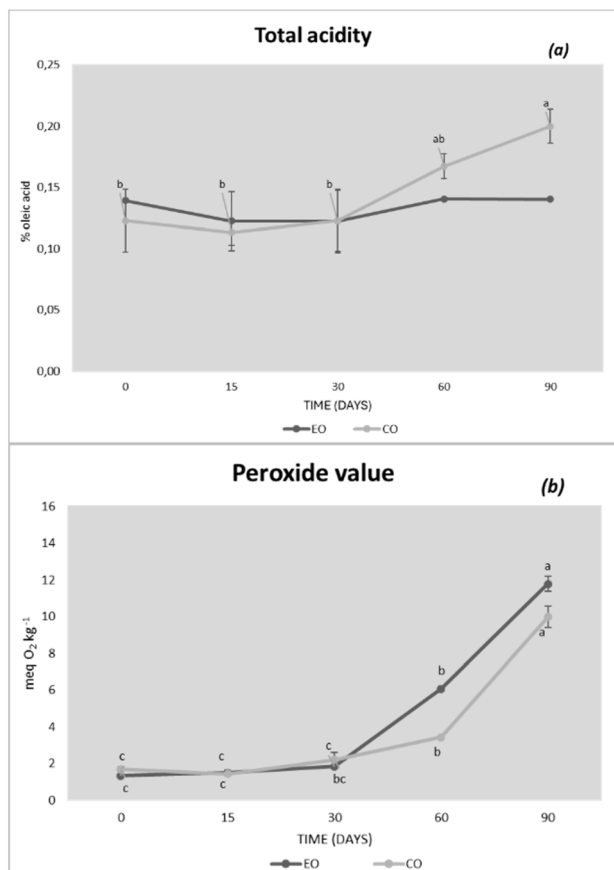 Total acidity
(a)
0,25
0,20
0,15
0,10
0,05
0,00
% oleic acid
b
b
b
ab
a
0
15
30
60
90
TIME (DAYS)
EO
CO
Peroxide value
(b)
16
14
12
10
8
6
4
2
0
meq O₂ kg⁻¹
c
c
c
b
a
c
c
bc
b
a
0
15
30
60
90
TIME (DAYS)
EO
CO